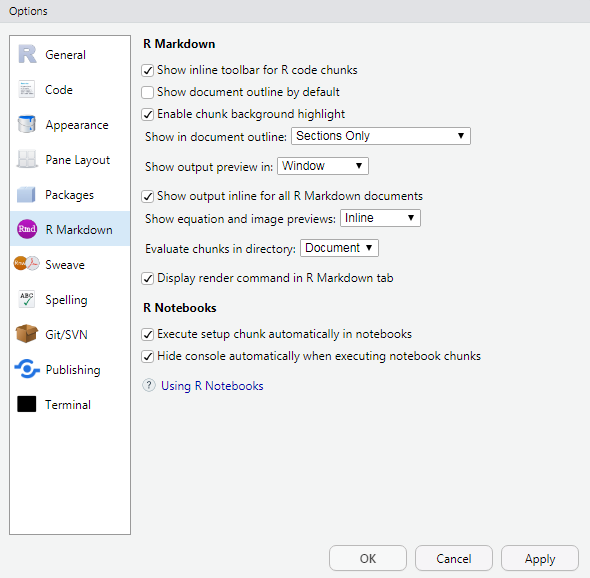 Options
General
Code
Appearance
Pane Layout
Packages
Rmd
R Markdown
Sweave
ABC
Spelling
Git/SVN
Publishing
Terminal
R Markdown
Show inline toolbar for R code chunks
Show document outline by default
Enable chunk background highlight
Show in document outline: Sections Only
Show output preview in: Window
Show output inline for all R Markdown documents
Show equation and image previews: Inline
Evaluate chunks in directory: Document
Display render command in R Markdown tab
R Notebooks
Execute setup chunk automatically in notebooks
Hide console automatically when executing notebook chunks
? Using R Notebooks
OK Cancel Apply